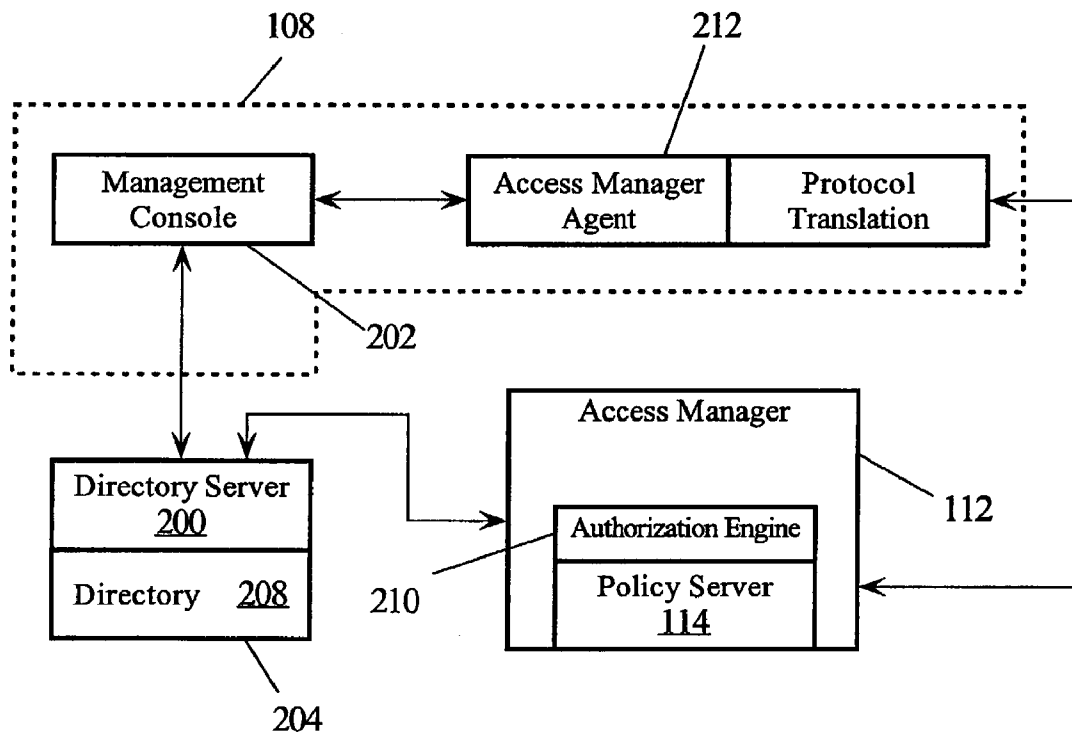 108
212
Management
Console
Access Manager
Agent
Protocol
Translation
202
Access Manager
Directory Server
200
Directory 208
Authorization Engine
Policy Server
114
112
210
204